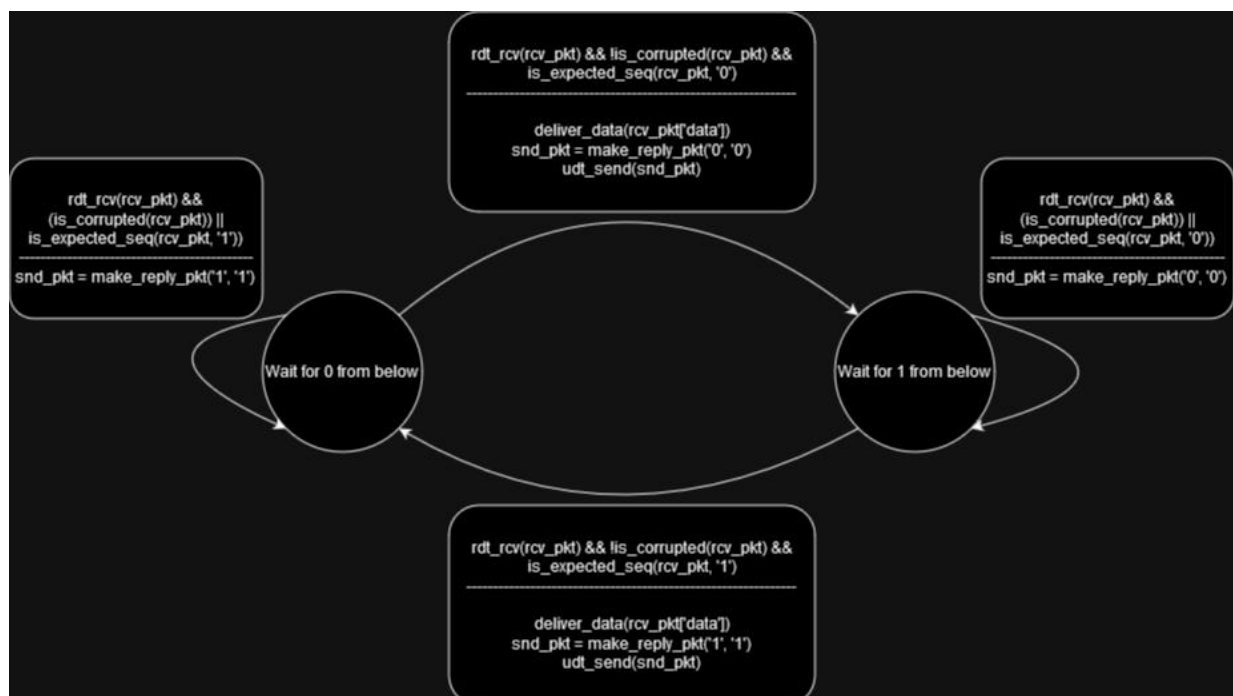 rdt_rcv(rcv_pkt) && !is_corrupted(rcv_pkt) &&
is_expected_seq(rcv_pkt, '0')
deliver_data(rcv_pkt['data'])
snd_pkt = make_reply_pkt('0', '0')
udt_send(snd_pkt)
rdt_rcv(rcv_pkt) &&
(is_corrupted(rcv_pkt)) ||
is_expected_seq(rcv_pkt, '1'))
snd_pkt = make_reply_pkt('1', '1')
rdt_rcv(rcv_pkt) &&
(is_corrupted(rcv_pkt)) ||
is_expected_seq(rcv_pkt, '0'))
snd_pkt = make_reply_pkt('0', '0')
Wait for 0 from below
Wait for 1 from below
rdt_rcv(rcv_pkt) && !is_corrupted(rcv_pkt) &&
is_expected_seq(rcv_pkt, '1')
deliver_data(rcv_pkt['data'])
snd_pkt = make_reply_pkt('1', '1')
udt_send(snd_pkt)